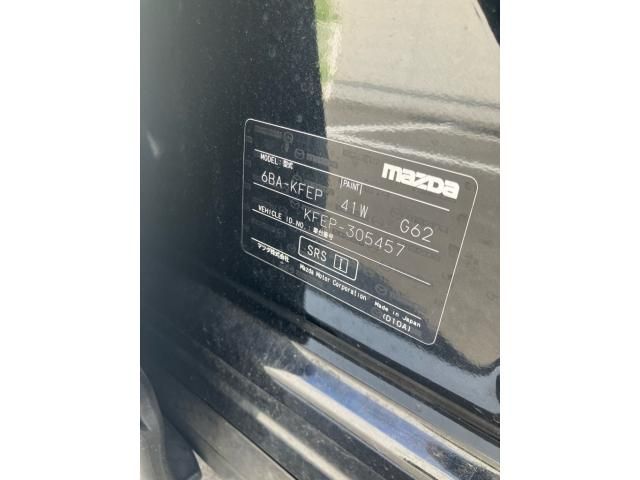 mazda
MODEL:型式
PAINT
6BA-KFEP 41W G62
VEHICLE ID.NO.:車台番号
KFEP-305457
SRS I
マツダ株式会社 Mazda Motor Corporation Made in Japan
(D10A)